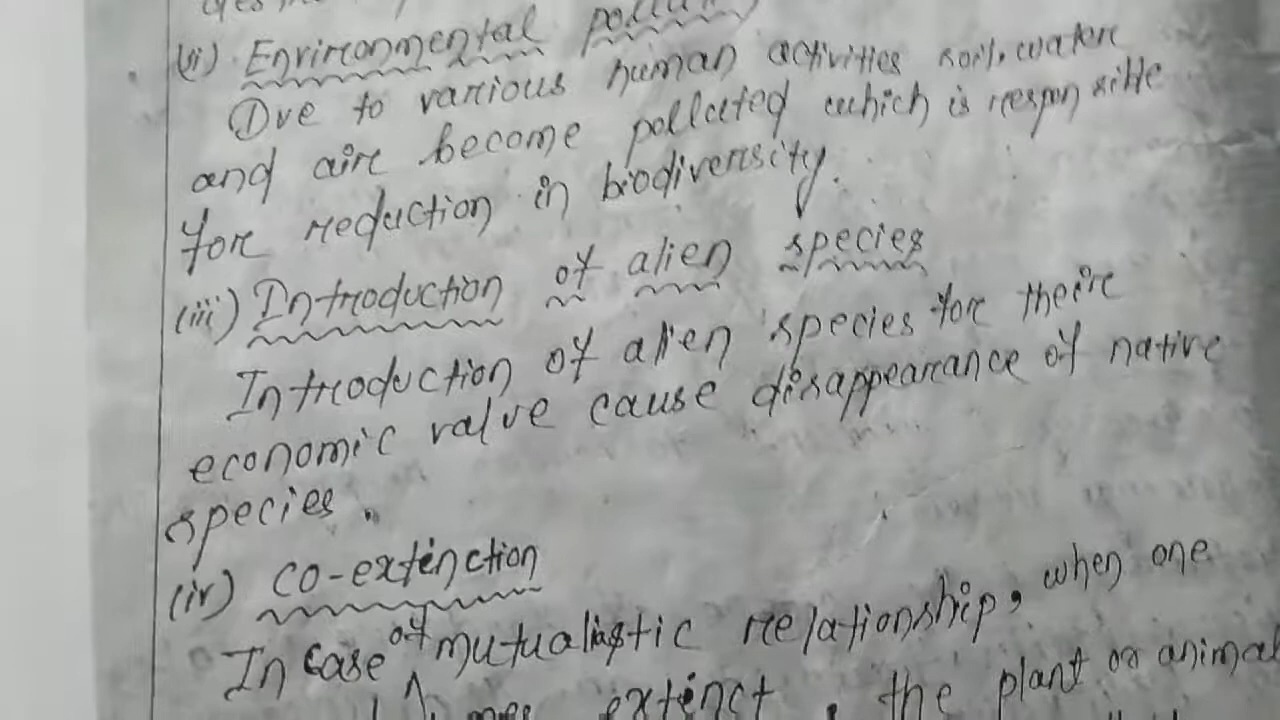 (ii) Environmental
Due to various human activities soil, water
and air become polluted which is responsible
for reduction in biodiversity.
(iii) Introduction of alien species
Introduction of alien species for their
economic value cause disappearance of native
species.
(iv) co-extinction
In case of mutualistic relationship, when one
extinct, the plant or animal